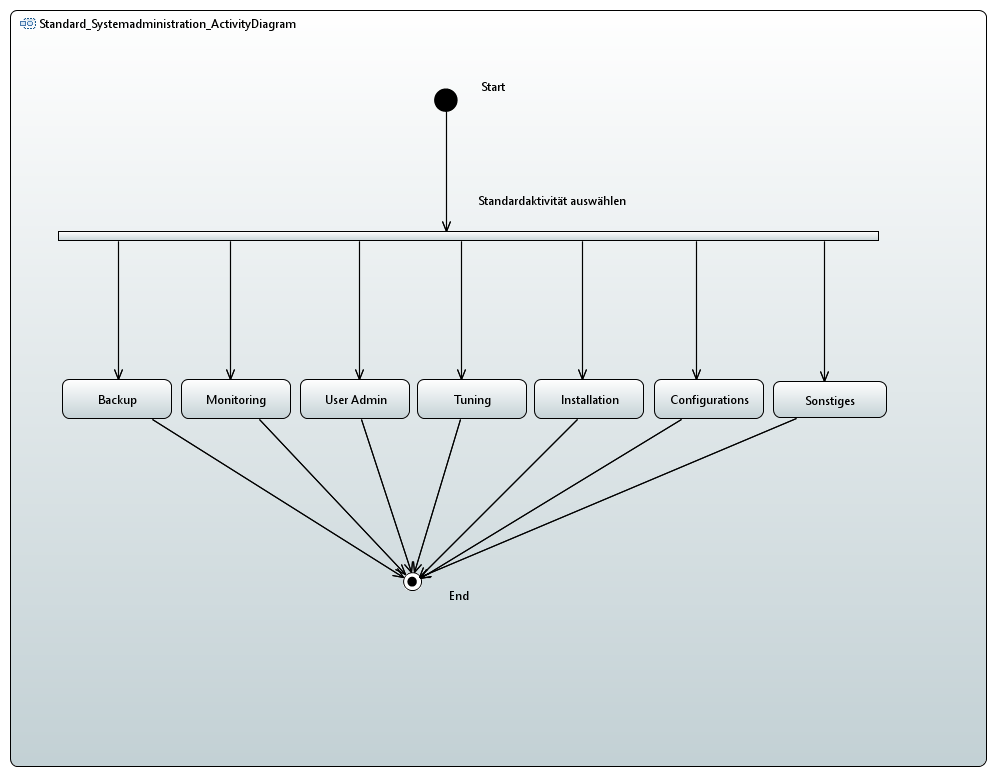 Standard_Systemadministration_ActivityDiagram
Start
Standardaktivität auswählen
Backup
Monitoring
User Admin
Tuning
Installation
Configurations
Sonstiges
End